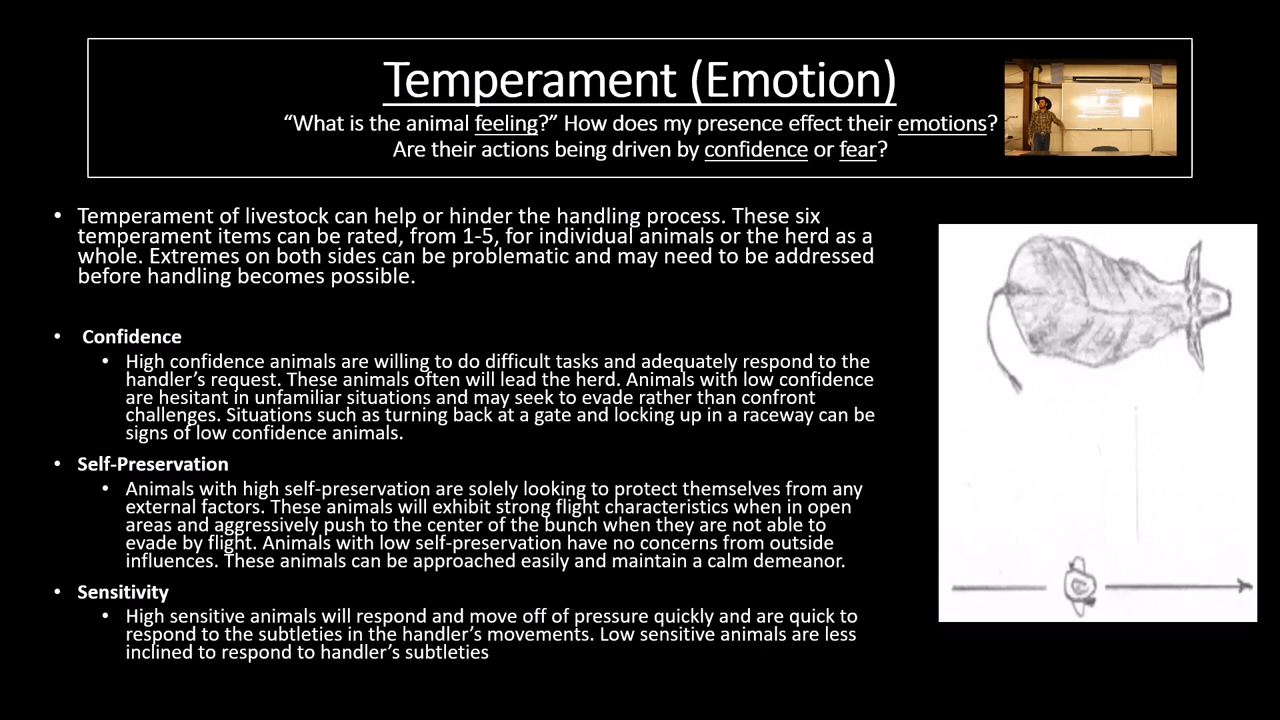 Temperament (Emotion)
“What is the animal feeling?” How does my presence effect their emotions?
Are their actions being driven by confidence or fear?
• Temperament of livestock can help or hinder the handling process. These six
temperament items can be rated, from 1-5, for individual animals or the herd as a
whole. Extremes on both sides can be problematic and may need to be addressed
before handling becomes possible.
• Confidence
• High confidence animals are willing to do difficult tasks and adequately respond to the
handler’s request. These animals often will lead the herd. Animals with low confidence
are hesitant in unfamiliar situations and may seek to evade rather than confront
challenges. Situations such as turning back at a gate and locking up in a raceway can be
signs of low confidence animals.
• Self-Preservation
• Animals with high self-preservation are solely looking to protect themselves from any
external factors. These animals will exhibit strong flight characteristics when in open
areas and aggressively push to the center of the bunch when they are not able to
evade by flight. Animals with low self-preservation have no concerns from outside
influences. These animals can be approached easily and maintain a calm demeanor.
• Sensitivity
• High sensitive animals will respond and move off of pressure quickly and are quick to
respond to the subtleties in the handler’s movements. Low sensitive animals are less
inclined to respond to handler’s subtleties